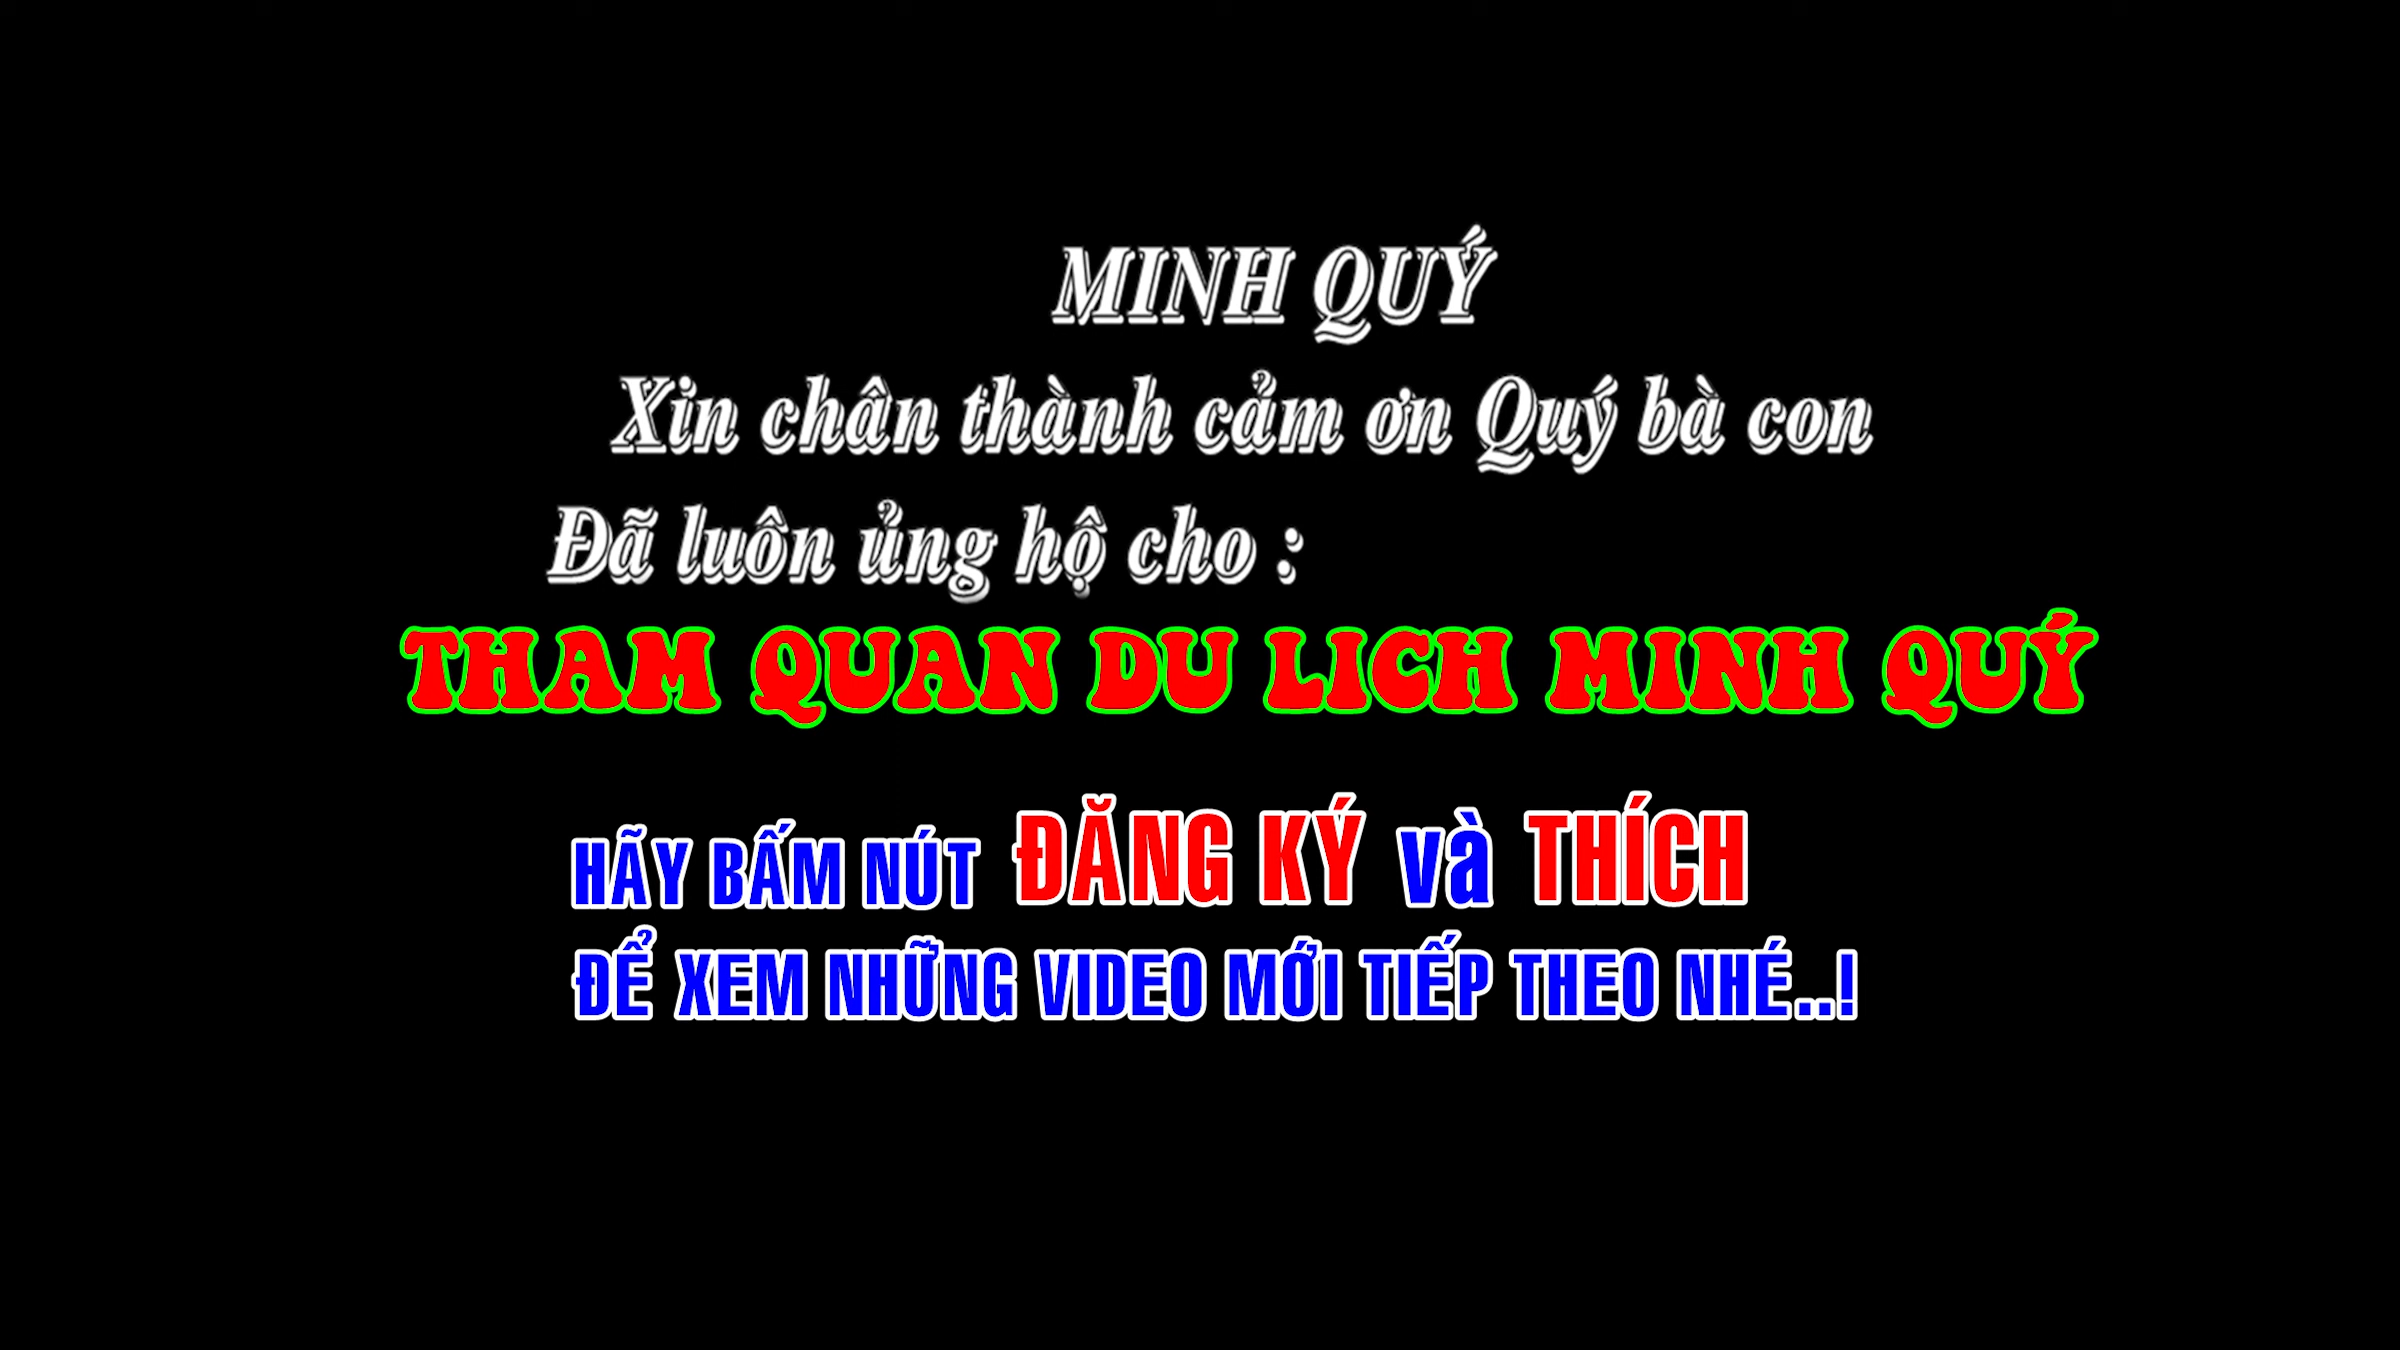 MINH QUÝ
Xin chân thành cảm ơn Quý bà con
Đã luôn ủng hộ cho :
THAM QUAN DU LICH MINH QUÝ
HÃY BẤM NÚT ĐĂNG KÝ và THÍCH
ĐỂ XEM NHỮNG VIDEO MỚI TIẾP THEO NHÉ..!